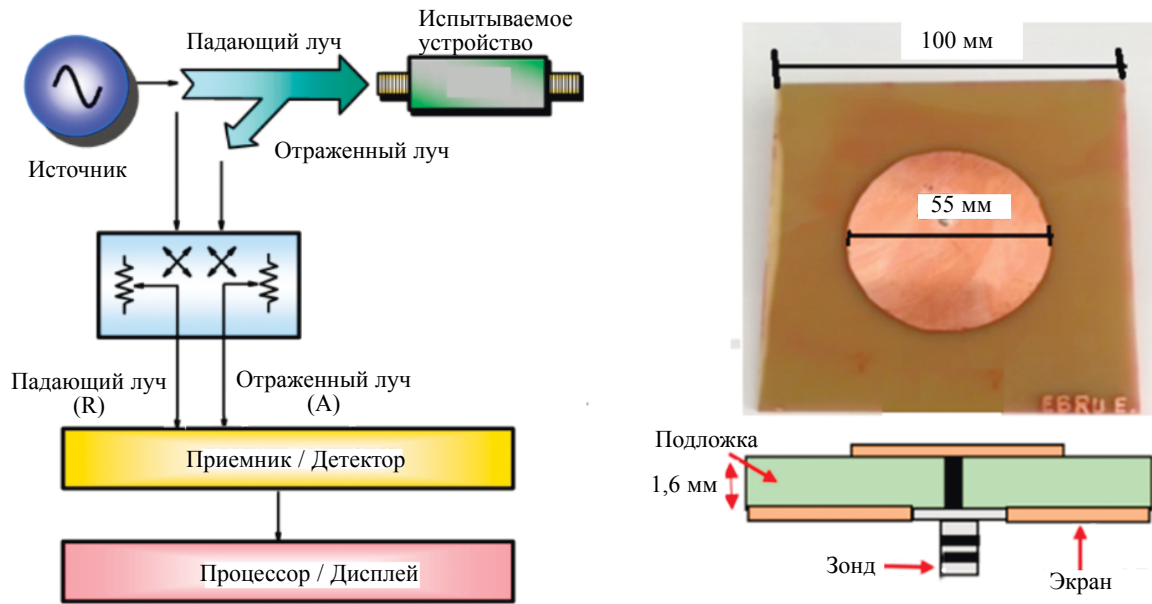 Падающий луч
Испытываемое
устройство
Источник
Отраженный луч
Падающий луч
(R)
Отраженный луч
(A)
Приемник / Детектор
Процессор / Дисплей
100 мм
55 мм
EBRU E.
Подложка
1,6 мм
Зонд
Экран